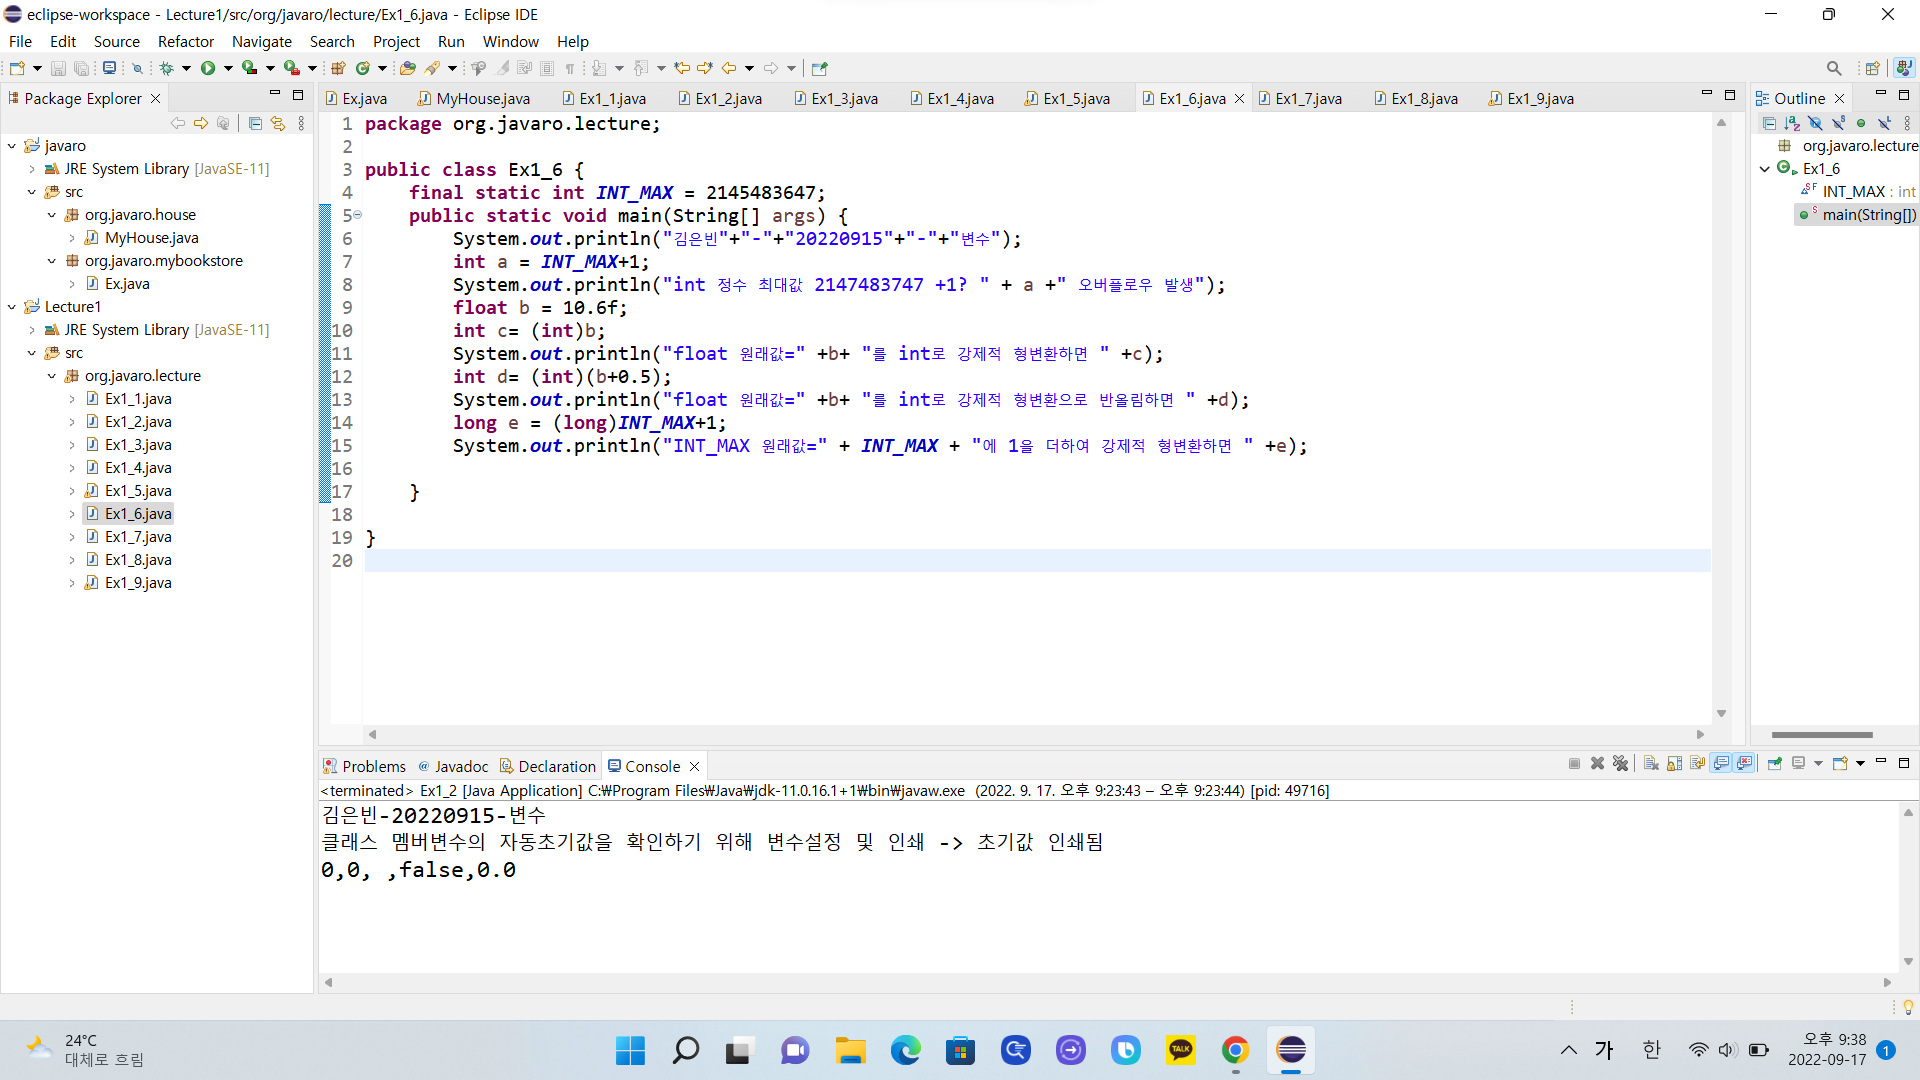 eclipse-workspace - Lecture1/src/org/javaro/lecture/Ex1_6.java - Eclipse IDE
File Edit Source Refactor Navigate Search Project Run Window Help
Package Explorer
javaro
JRE System Library [JavaSE-11]
src
org.javaro.house
MyHouse.java
org.javaro.mybookstore
Ex.java
Lecture1
JRE System Library [JavaSE-11]
src
org.javaro.lecture
Ex1_1.java
Ex1_2.java
Ex1_3.java
Ex1_4.java
Ex1_5.java
Ex1_6.java
Ex1_7.java
Ex1_8.java
Ex1_9.java
Ex.java MyHouse.java Ex1_1.java Ex1_2.java Ex1_3.java Ex1_4.java Ex1_5.java Ex1_6.java Ex1_7.java Ex1_8.java Ex1_9.java
1 package org.javaro.lecture;
2
3 public class Ex1_6 {
4 final static int INT_MAX = 2145483647;
5 public static void main(String[] args) {
6 System.out.println("김은빈"+"-"+"20220915"+"-"+"변수");
7 int a = INT_MAX+1;
8 System.out.println("int 정수 최대값 2147483747 +1? " + a +" 오버플로우 발생");
9 float b = 10.6f;
10 int c= (int)b;
11 System.out.println("float 원래값=" +b+ "를 int로 강제적 형변환하면 " +c);
12 int d= (int)(b+0.5);
13 System.out.println("float 원래값=" +b+ "를 int로 강제적 형변환으로 반올림하면 " +d);
14 long e = (long)INT_MAX+1;
15 System.out.println("INT_MAX 원래값=" + INT_MAX + "에 1을 더하여 강제적 형변환하면 " +e);
16
17 }
18
19 }
20
Outline
org.javaro.lecture
Ex1_6
INT_MAX : int
main(String[])
Problems Javadoc Declaration Console
<terminated> Ex1_2 [Java Application] C:₩Program Files₩Java₩jdk-11.0.16.1+1₩bin₩javaw.exe (2022. 9. 17. 오후 9:23:43 – 오후 9:23:44) [pid: 49716]
김은빈-20220915-변수
클래스 멤버변수의 자동초기값을 확인하기 위해 변수설정 및 인쇄 -> 초기값 인쇄됨
0,0, ,false,0.0
24°C
대체로 흐림
TALK
가 한
오후 9:38
2022-09-17
1